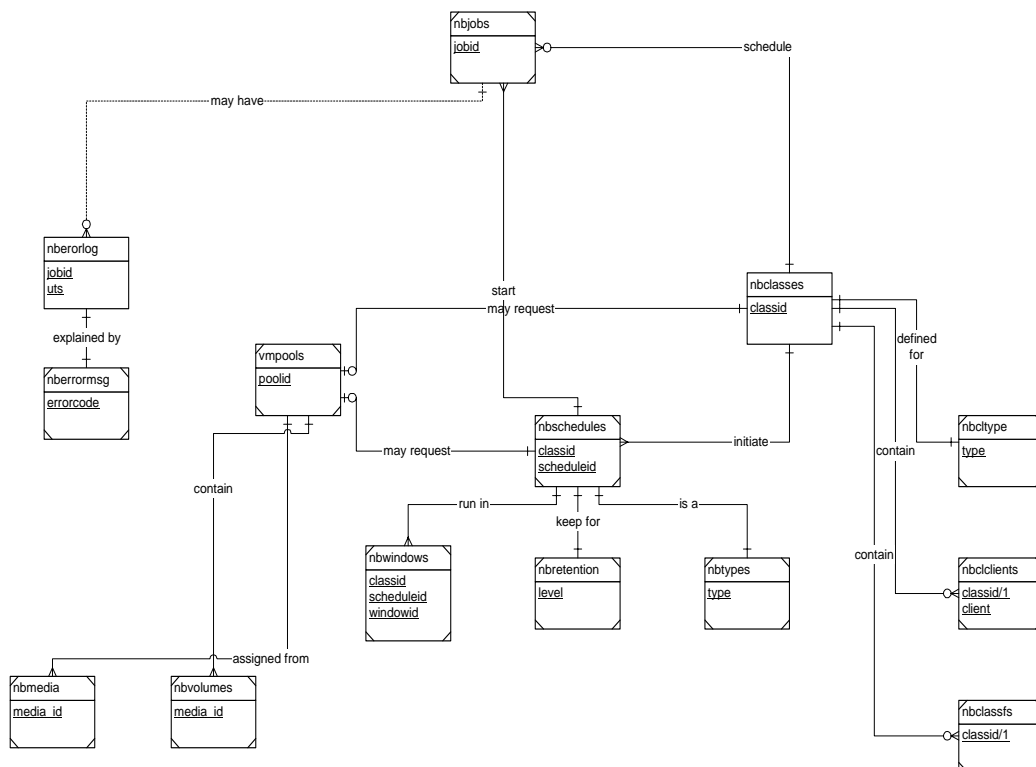 nbjobs
jobid
schedule
may have
nberorlog
jobid
uts
explained by
nberrormsg
errorcode
start
may request
nbclasses
classid
defined
for
vmpools
poolid
may request
nbschedules
classid
scheduleid
initiate
nbcltype
type
contain
contain
run in
keep for
is a
nbwindows
classid
scheduleid
windowid
nbretention
level
nbtypes
type
contain
nbclclients
classid/1
client
assigned from
nbmedia
media_id
nbvolumes
media_id
nbclassfs
classid/1